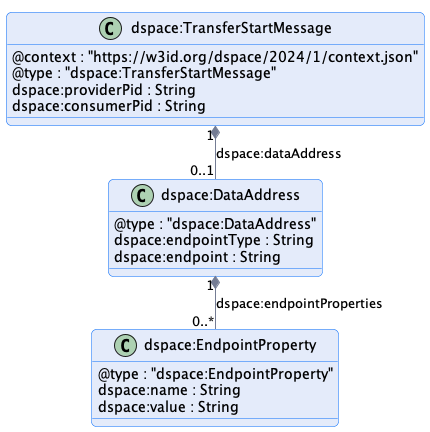 C dspace:TransferStartMessage
@context : "https://w3id.org/dspace/2024/1/context.json"
@type : "dspace:TransferStartMessage"
dspace:providerPid : String
dspace:consumerPid : String
1
dspace:dataAddress
0..1
C dspace:DataAddress
@type : "dspace:DataAddress"
dspace:endpointType : String
dspace:endpoint : String
1
dspace:endpointProperties
0..*
C dspace:EndpointProperty
@type : "dspace:EndpointProperty"
dspace:name : String
dspace:value : String